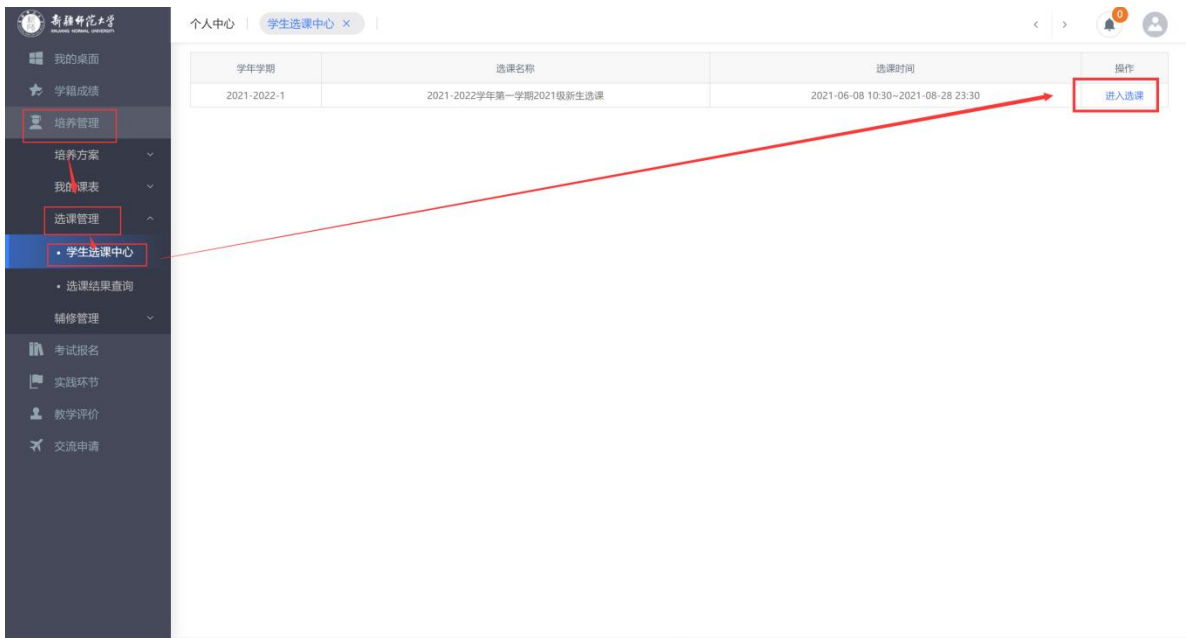 新疆师范大学
XINJIANG NORMAL UNIVERSITY
个人中心 学生选课中心 ×
0
我的桌面
学籍成绩
培养管理
培养方案
我的课表
选课管理
• 学生选课中心
• 选课结果查询
辅修管理
考试报名
实践环节
教学评价
交流申请
学年学期 选课名称 选课时间 操作
2021-2022-1 2021-2022学年第一学期2021级新生选课 2021-06-08 10:30~2021-08-28 23:30 进入选课